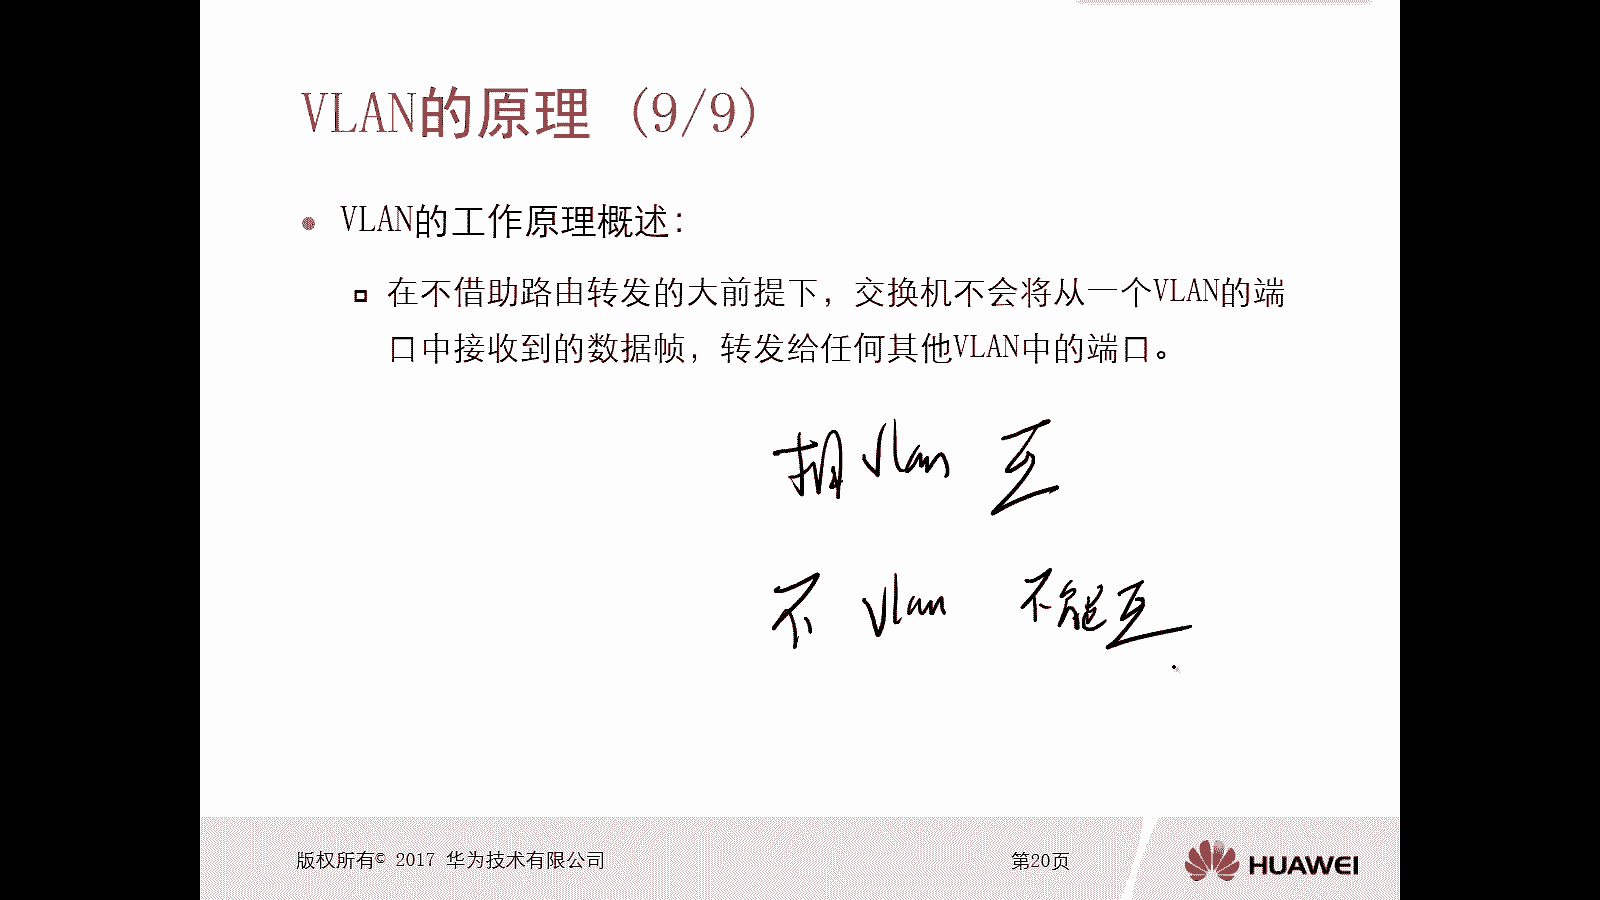 VLAN的原理 (9/9)
VLAN的工作原理概述：
在不借助路由转发的大前提下，交换机不会将从一个VLAN的端
口中接收到的数据帧，转发给任何其他VLAN中的端口。
相 Vlan 互
不 Vlan 不能互
版权所有© 2017 华为技术有限公司
第20页
HUAWEI